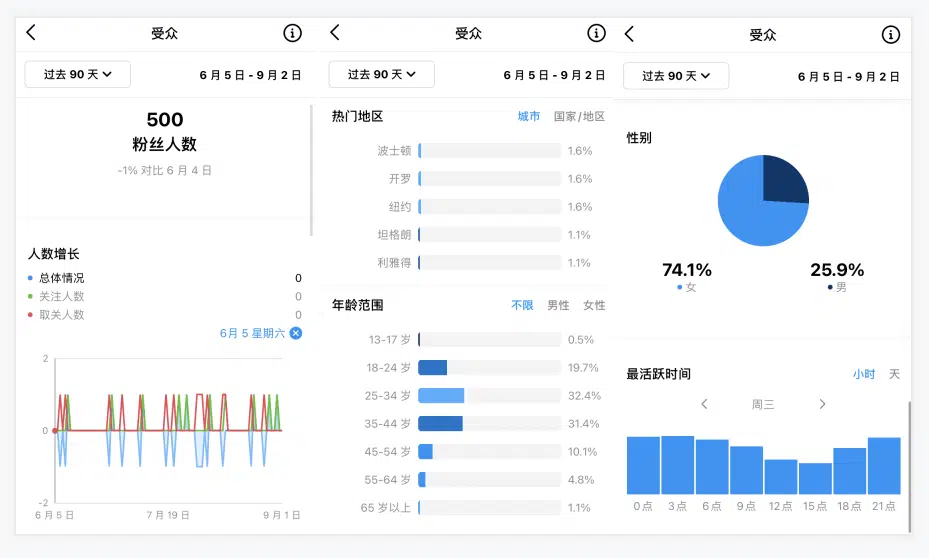 受众
过去 90 天
6 月 5 日 - 9 月 2 日
500
粉丝人数
-1% 对比 6 月 4 日
人数增长
总体情况 0
关注人数 0
取关人数 0
6月 5 星期六
2
0
-2
6 月 5 日 7 月 19 日 9 月 1 日
受众
过去 90 天
6 月 5 日 - 9 月 2 日
热门地区 城市 国家/地区
波士顿 1.6%
开罗 1.6%
纽约 1.6%
坦格朗 1.1%
利雅得 1.1%
年龄范围 不限 男性 女性
13-17 岁 0.5%
18-24 岁 19.7%
25-34 岁 32.4%
35-44 岁 31.4%
45-54 岁 10.1%
55-64 岁 4.8%
65 岁以上 1.1%
受众
过去 90 天
6 月 5 日 - 9 月 2 日
性别
74.1% 25.9%
女 男
最活跃时间 小时 天
周三
0点 3点 6点 9点 12点 15点 18点 21点